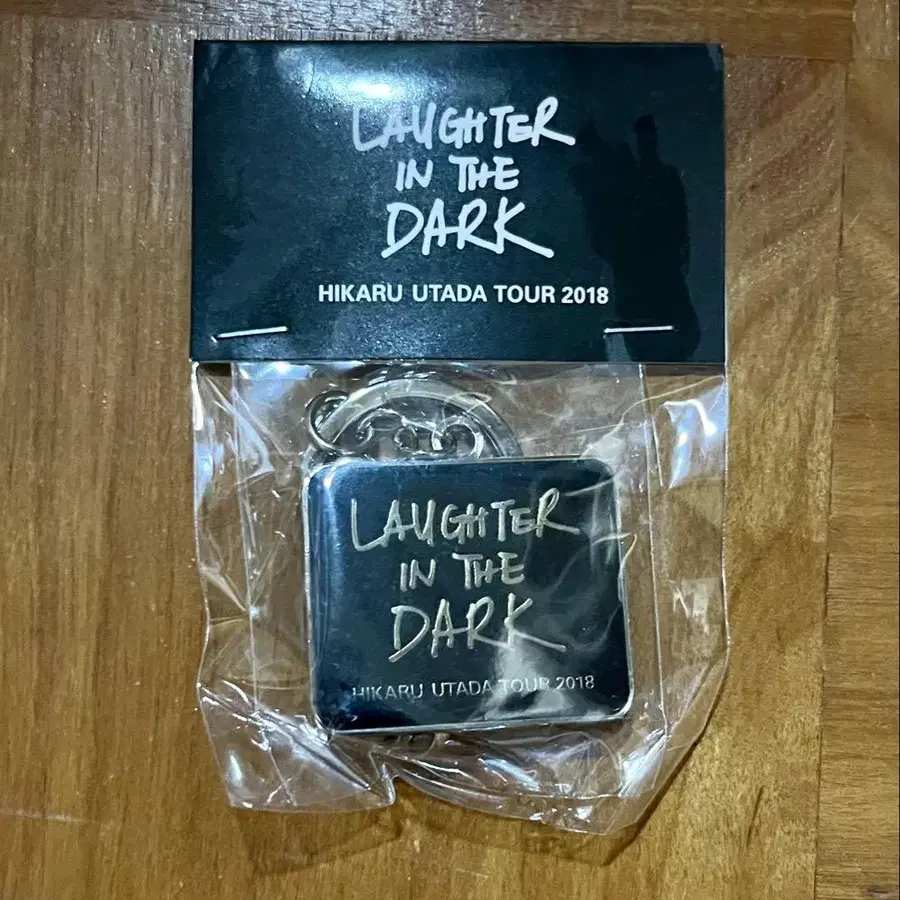 LAUGHTER
IN THE
DARK
HIKARU UTADA TOUR 2018
LAUGHTER
IN THE
DARK
HIKARU UTADA TOUR 2018